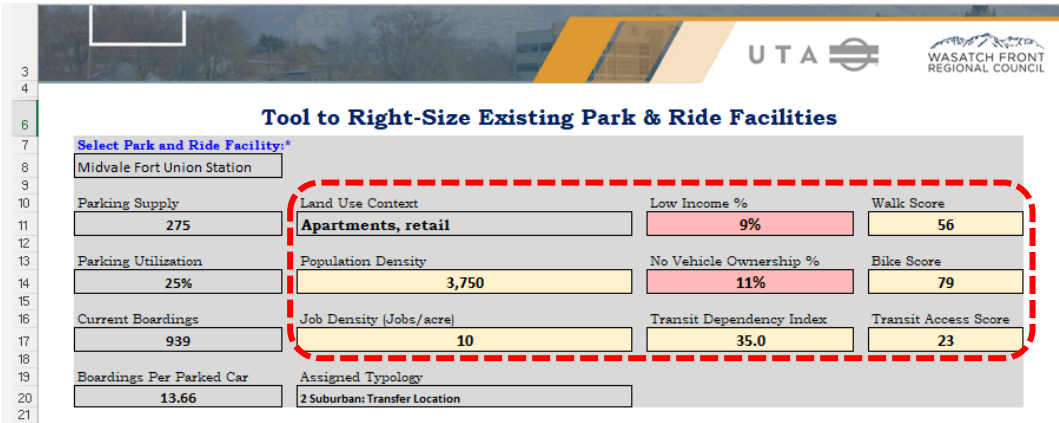 3
UTA
WASATCH FRONT
REGIONAL COUNCIL
4
6 Tool to Right-Size Existing Park & Ride Facilities
7 Select Park and Ride Facility:*
8 Midvale Fort Union Station
9
10 Parking Supply Land Use Context Low Income % Walk Score
11 275 Apartments, retail 9% 56
12
13 Parking Utilization Population Density No Vehicle Ownership % Bike Score
14 25% 3,750 11% 79
15
16 Current Boardings Job Density (Jobs/acre) Transit Dependency Index Transit Access Score
17 939 10 35.0 23
18
19 Boardings Per Parked Car Assigned Typology
20 13.66 2 Suburban: Transfer Location
21